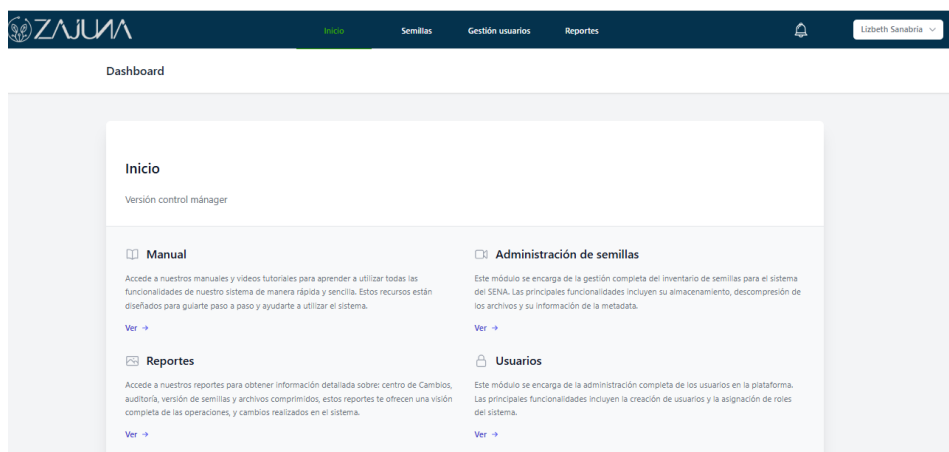 ZAJUNA
Inicio
Semillas
Gestión usuarios
Reportes
Lizbeth Sanabria
Dashboard
Inicio
Versión control mánager
Manual
Accede a nuestros manuales y videos tutoriales para aprender a utilizar todas las
funcionalidades de nuestro sistema de manera rápida y sencilla. Estos recursos están
diseñados para guiarte paso a paso y ayudarte a utilizar el sistema.
Ver →
Administración de semillas
Este módulo se encarga de la gestión completa del inventario de semillas para el sistema
del SENA. Las principales funcionalidades incluyen su almacenamiento, descompresión de
los archivos y su información de la metadata.
Ver →
Reportes
Accede a nuestros reportes para obtener información detallada sobre: centro de Cambios,
auditoría, versión de semillas y archivos comprimidos, estos reportes te ofrecen una visión
completa de las operaciones, y cambios realizados en el sistema.
Ver →
Usuarios
Este módulo se encarga de la administración completa de los usuarios en la plataforma.
Las principales funcionalidades incluyen la creación de usuarios y la asignación de roles
del sistema.
Ver →